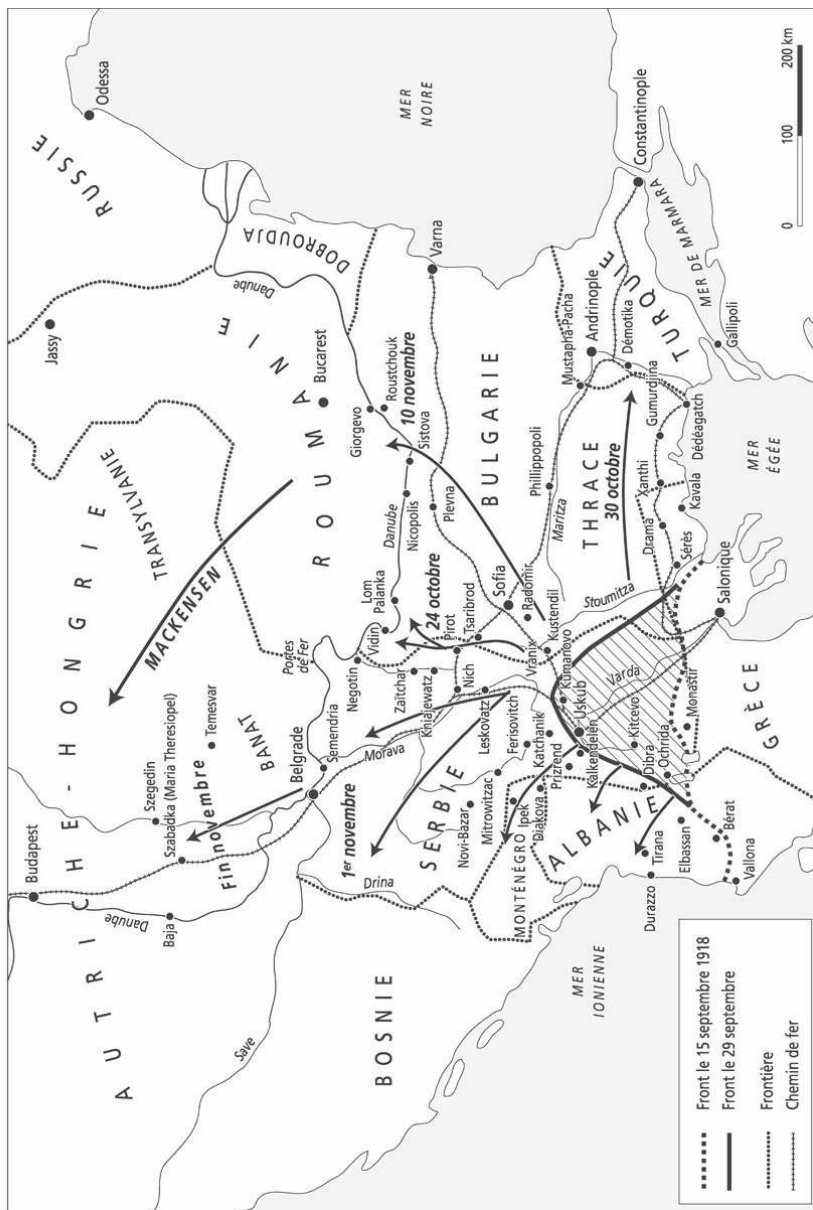 AUTRICHE-HONGRIE
RUSSIE
Odessa
Jassy
Budapest
Danube
Baja
Szegedin
Szabadka (Maria Theresiopel)
Temesvar
Fin novembre
BANAT
TRANSYLVANIE
MACKENSEN
ROUMANIE
Bucarest
DOBROUDJA
Danube
MER
NOIRE
Save
Belgrade
Semendria
Portes
de Fer
Morava
Drina
BOSNIE
1er novembre
SERBIE
Negotin
Vidin
Lom
Palanka
Danube
Nicopolis
Sistova
Giorgevo
Roustchouk
10 novembre
Varna
Zaïtchar
Kniajewatz
24 octobre
Plevna
BULGARIE
Nich
Pirot
Tsaribrod
Leskovatz
Sofia
Radomir
Novi-Bazar
Mitrowitzac
Ferisovitch
Katchanik
Vranix
Kustendil
Kumanovo
Uskub
Ipek
Diakova
Prizrend
Kalkendelen
MONTÉNÉGRO
ALBANIE
Phillippopoli
Maritza
Mustapha-Pacha
Andrinople
Démotika
TURQUIE
Constantinople
MER DE MARMARA
Gallipoli
THRACE
30 octobre
Stoumitza
Gumurdjina
Xanthi
Drama
Dédéagatch
Kavala
Sérès
Salonique
Varda
Kitcevo
Dibra
Ochrida
Monastir
GRÈCE
MER
ÉGÉE
Tirana
Durazzo
Elbassan
Bérat
Vallona
MER
IONIENNE
0 100 200 km
Front le 15 septembre 1918
Front le 29 septembre
Frontière
Chemin de fer